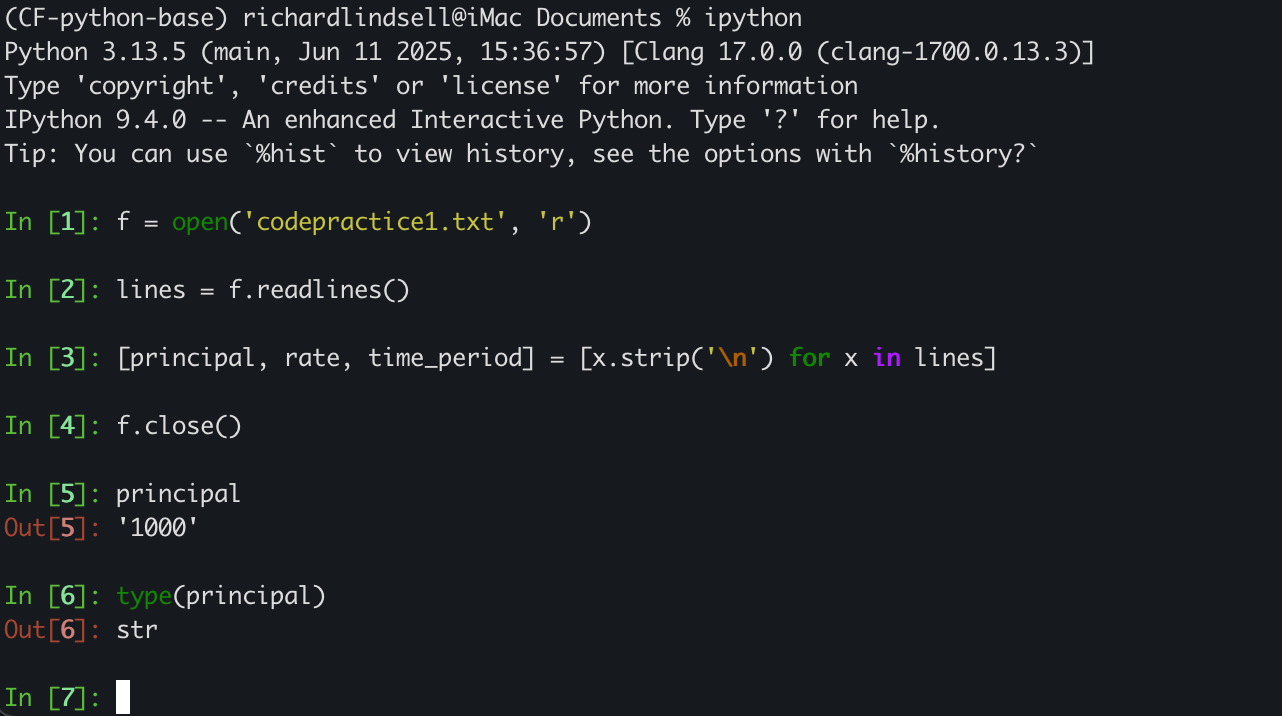 (CF-python-base) richardlindsell@iMac Documents % ipython
Python 3.13.5 (main, Jun 11 2025, 15:36:57) [Clang 17.0.0 (clang-1700.0.13.3)]
Type 'copyright', 'credits' or 'license' for more information
IPython 9.4.0 -- An enhanced Interactive Python. Type '?' for help.
Tip: You can use `%hist` to view history, see the options with `%history?`
In [1]: f = open('codepractice1.txt', 'r')
In [2]: lines = f.readlines()
In [3]: [principal, rate, time_period] = [x.strip('\n') for x in lines]
In [4]: f.close()
In [5]: principal
Out[5]: '1000'
In [6]: type(principal)
Out[6]: str
In [7]: